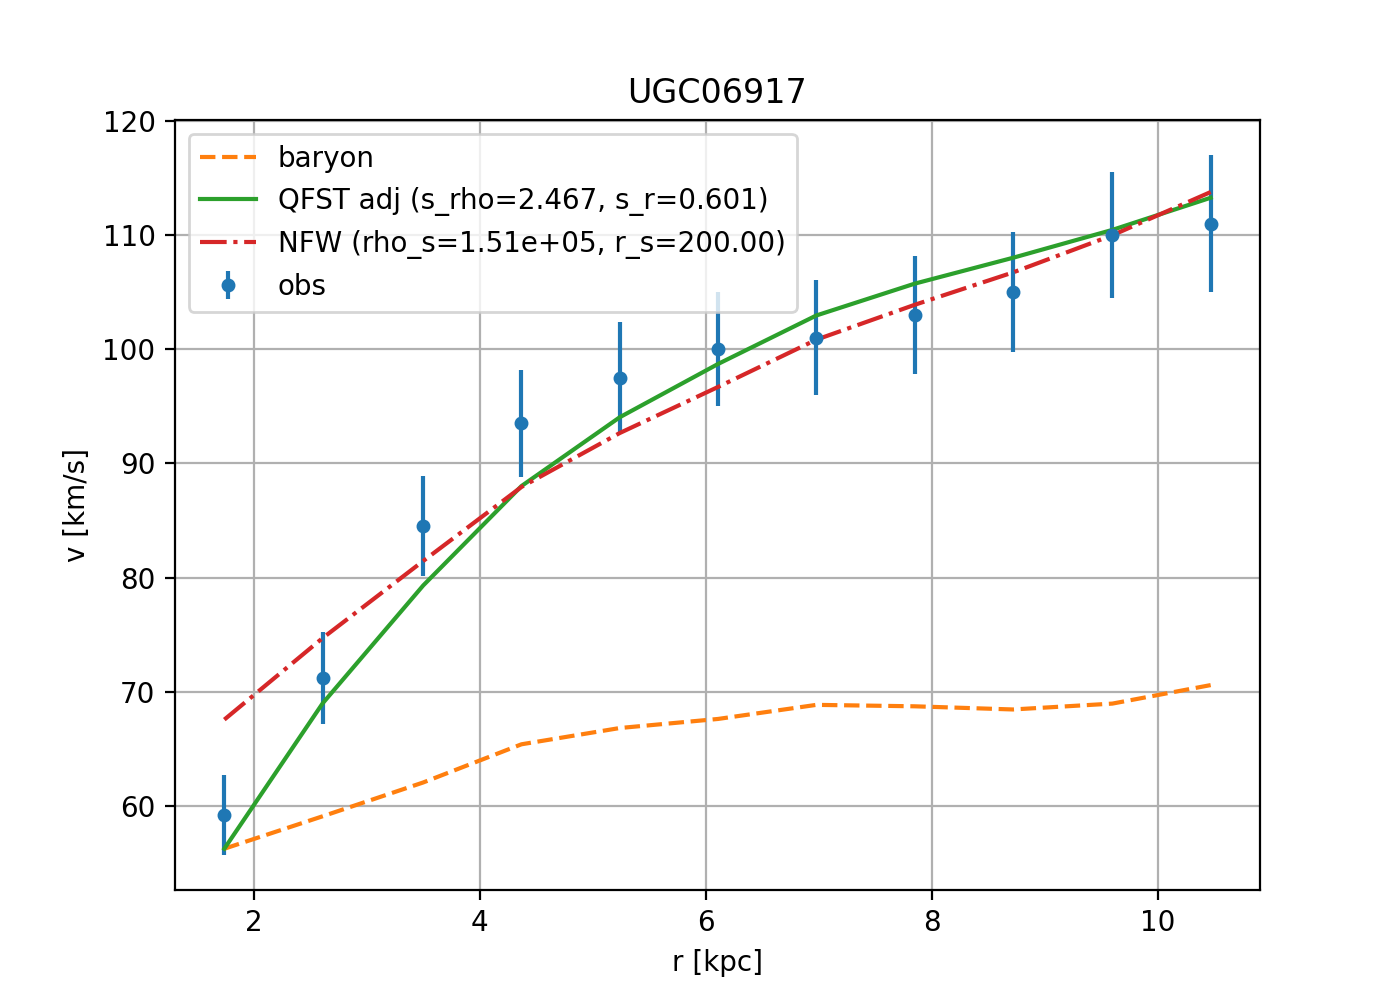 UGC06917
120
110
100
90
80
70
60
v [km/s]
baryon
QFST adj (s_rho=2.467, s_r=0.601)
NFW (rho_s=1.51e+05, r_s=200.00)
obs
2 4 6 8 10
r [kpc]